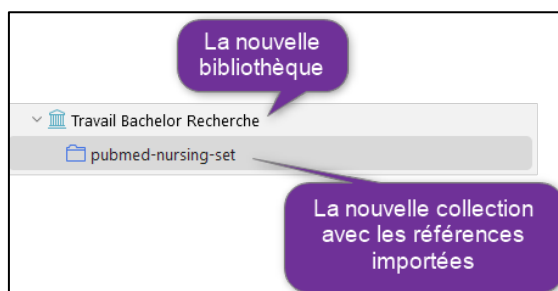 La nouvelle
bibliothèque
Travail Bachelor Recherche
pubmed-nursing-set
La nouvelle collection
avec les références
importées